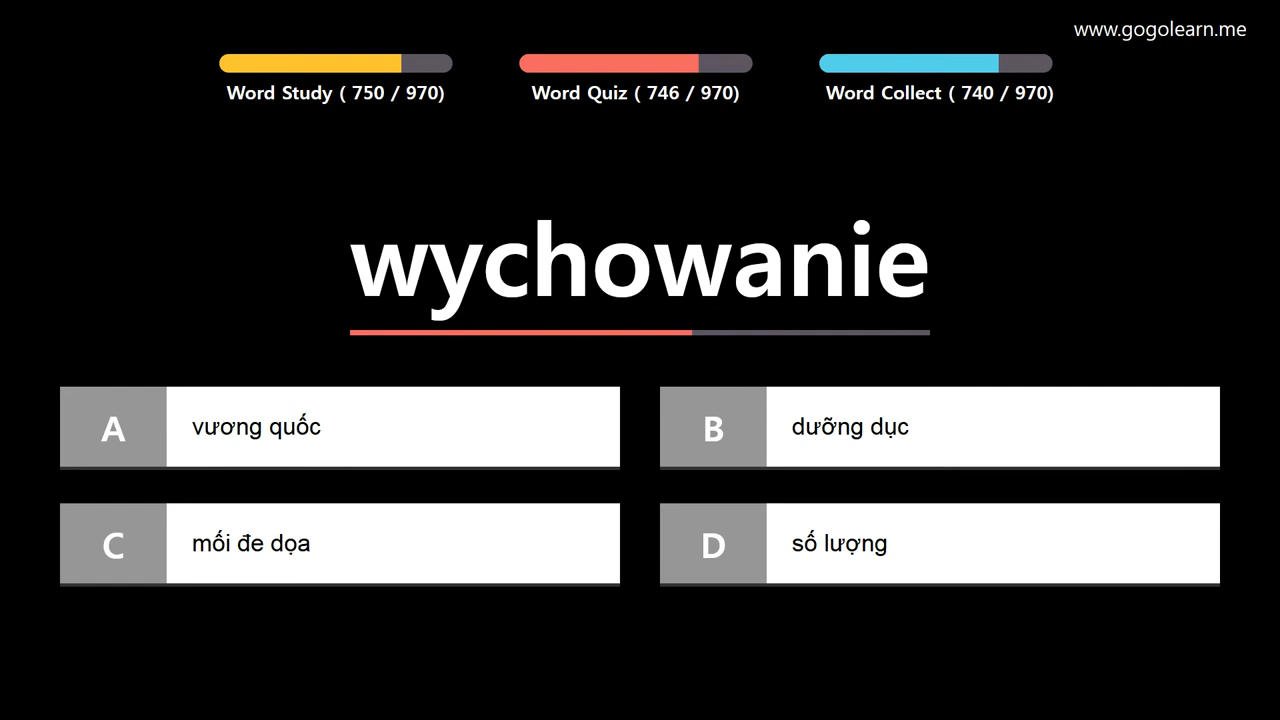 www.gogolearn.me
Word Study ( 750 / 970)
Word Quiz ( 746 / 970)
Word Collect ( 740 / 970)
wychowanie
A
vương quốc
B
dưỡng dục
C
mối đe dọa
D
số lượng